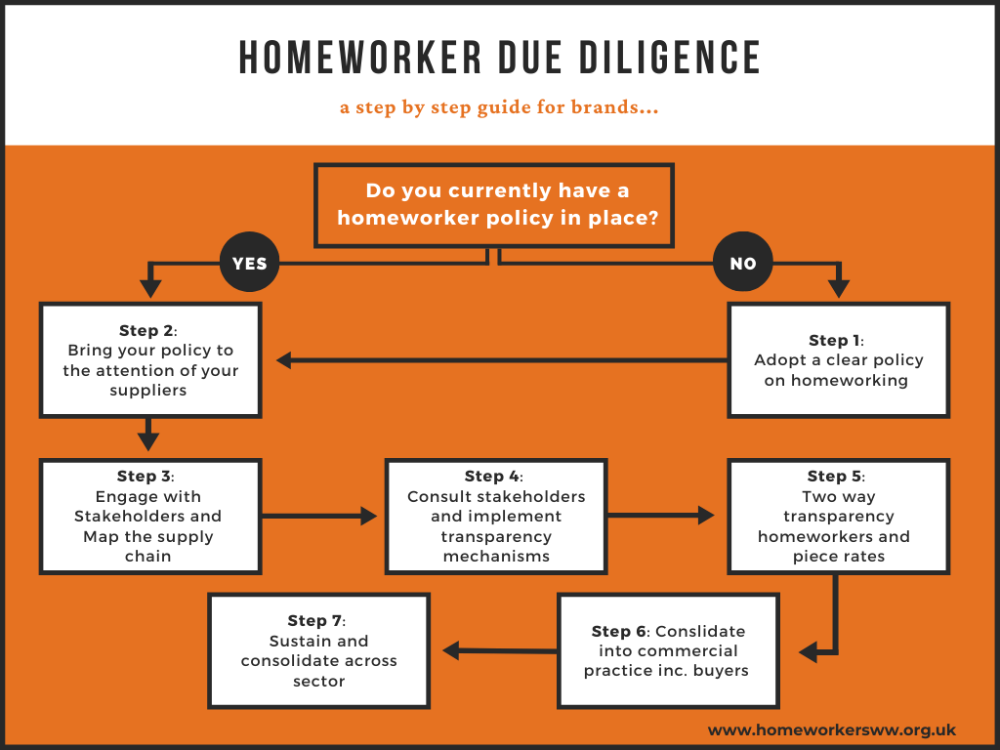 HOMEWORKER DUE DILIGENCE
a step by step guide for brands...
Do you currently have a
homeworker policy in place?
YES
NO
Step 2:
Bring your policy to
the attention of your
suppliers
Step 1:
Adopt a clear policy
on homeworking
Step 3:
Engage with
Stakeholders and
Map the supply
chain
Step 4:
Consult stakeholders
and implement
transparency
mechanisms
Step 5:
Two way
transparency
homeworkers and
piece rates
Step 6: Conslidate
into commercial
practice inc. buyers
Step 7:
Sustain and
consolidate across
sector
www.homeworkersww.org.uk